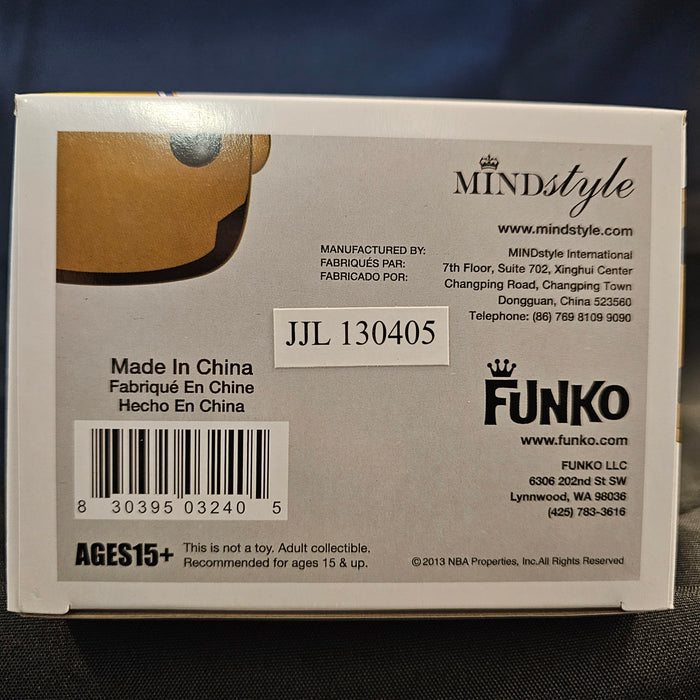 MINDstyle
www.mindstyle.com
MANUFACTURED BY:
FABRIQUÉS PAR:
FABRICADO POR:
MINDstyle International
7th Floor, Suite 702, Xinghui Center
Changping Road, Changping Town
Dongguan, China 523560
Telephone: (86) 769 8109 9090
JJL 130405
Made In China
Fabriqué En Chine
Hecho En China
FUNKO
www.funko.com
FUNKO LLC
6306 202nd St SW
Lynnwood, WA 98036
(425) 783-3616
8 30395 03240 5
AGES15+
This is not a toy. Adult collectible.
Recommended for ages 15 & up.
©2013 NBA Properties, Inc.All Rights Reserved